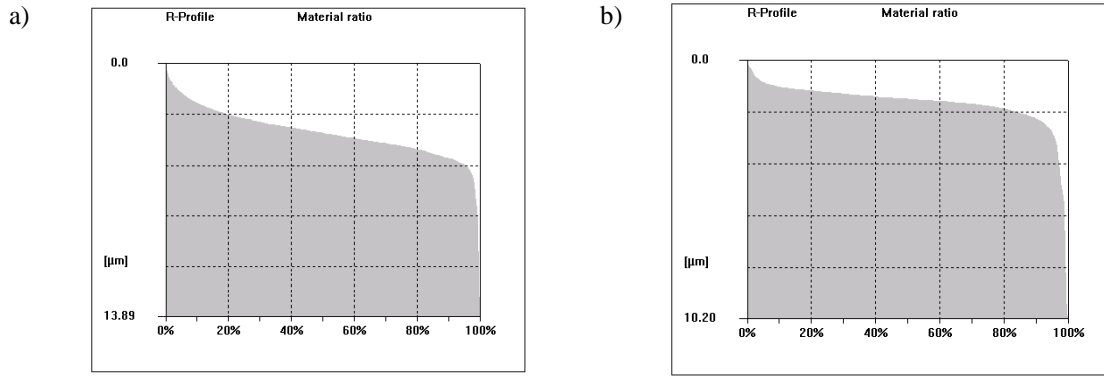 a)
R-Profile Material ratio
0.0
[µm]
13.89
0% 20% 40% 60% 80% 100%
b)
R-Profile Material ratio
0.0
[µm]
10.20
0% 20% 40% 60% 80% 100%